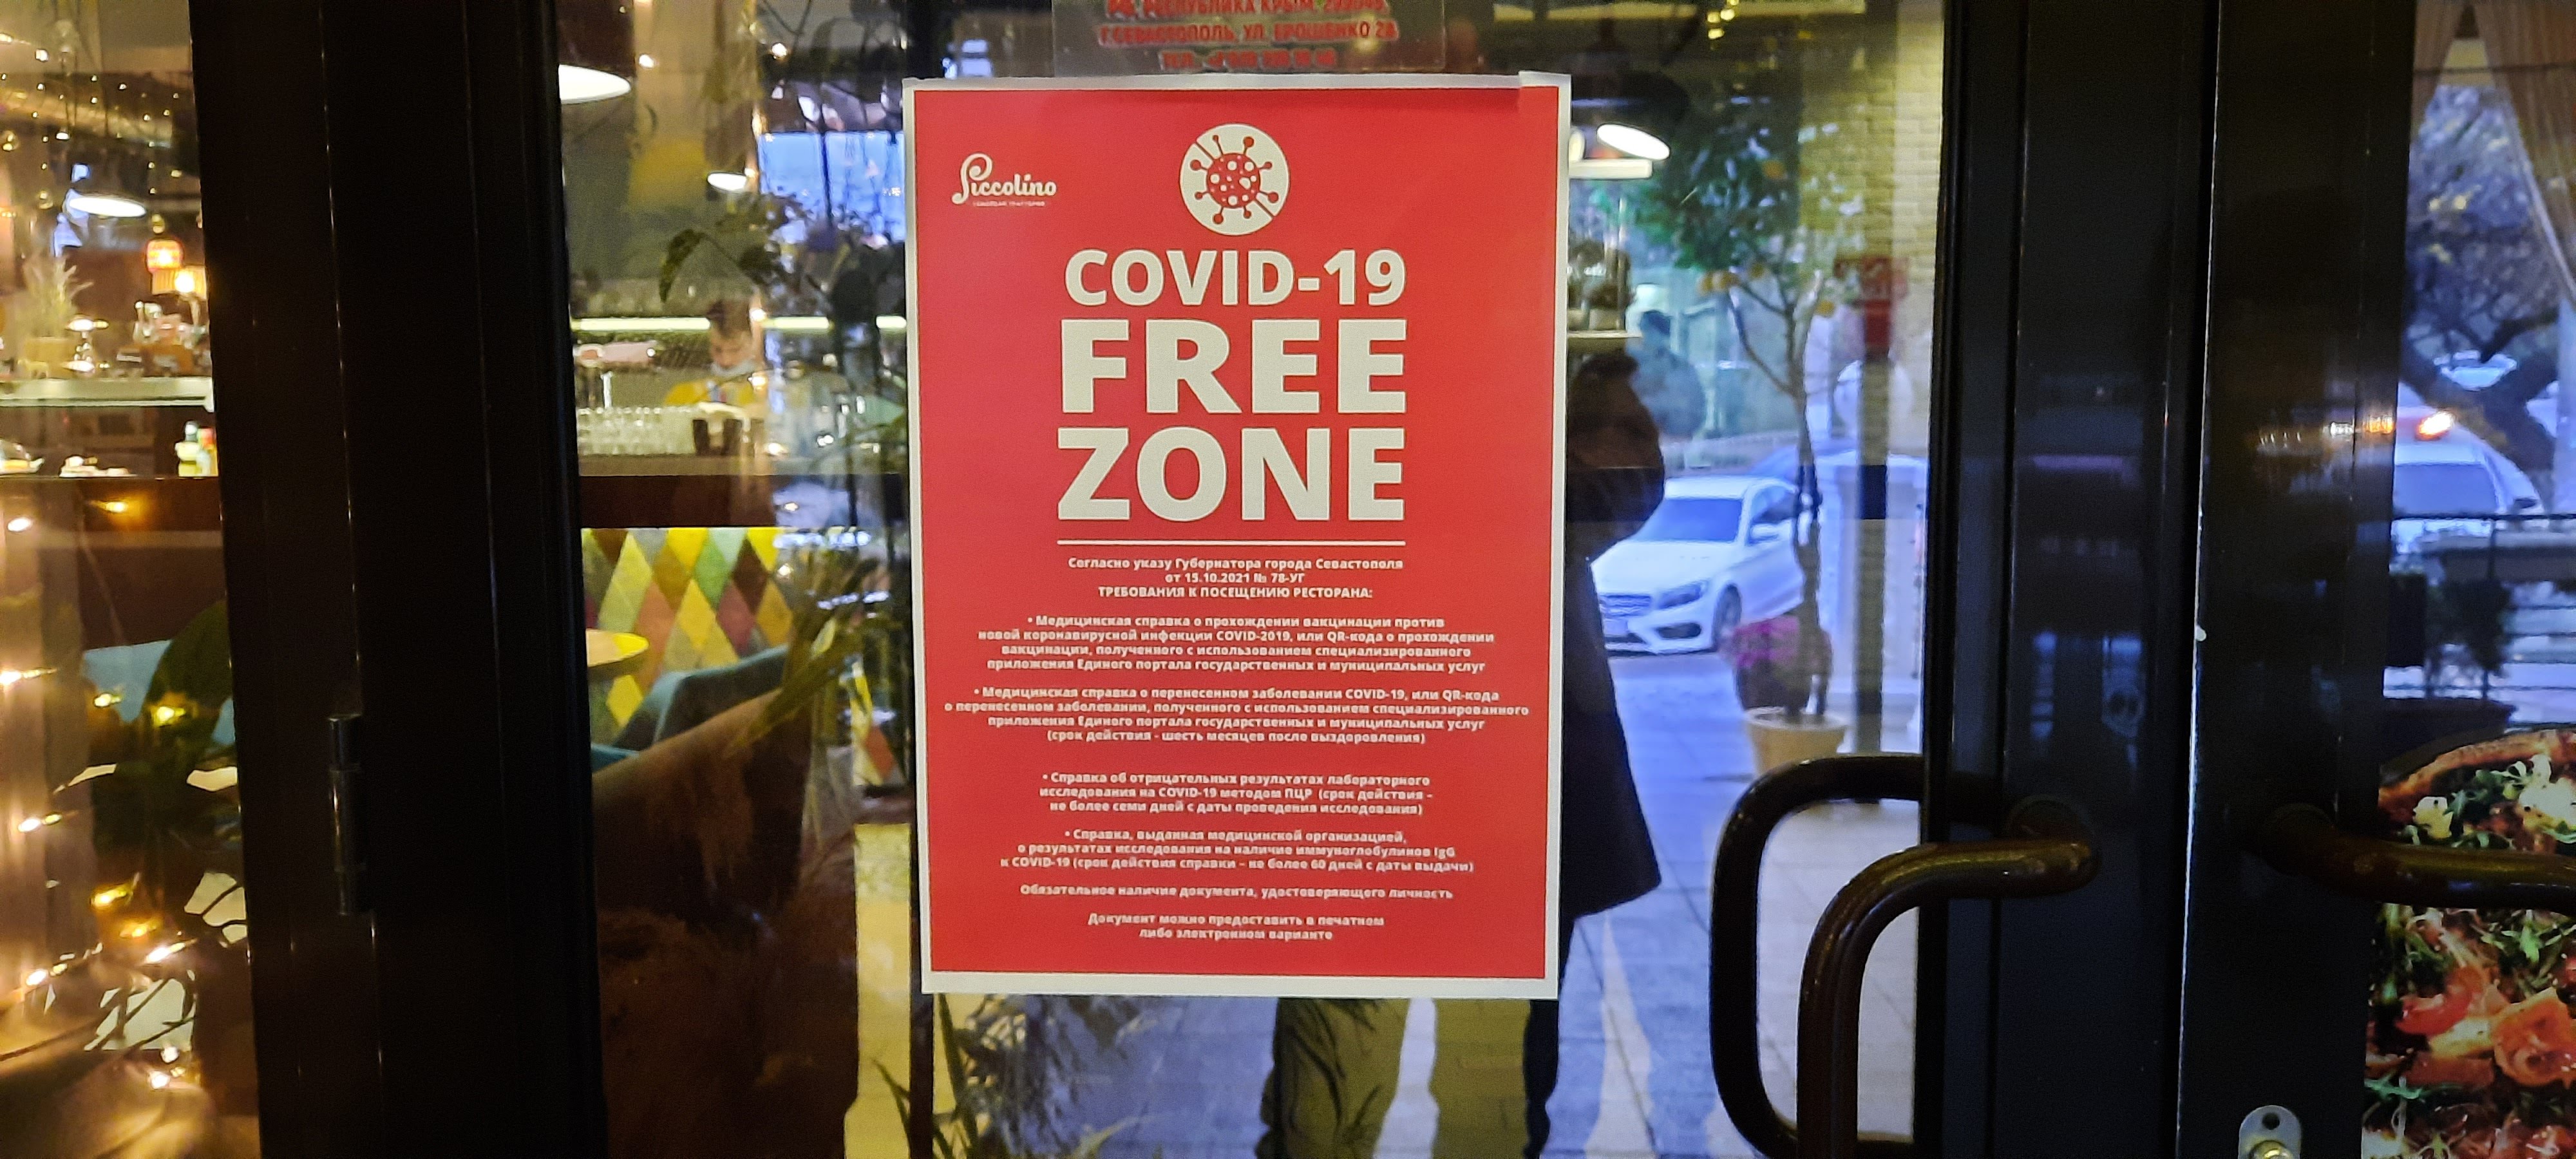 РФ, РЕСПУБЛИКА КРЫМ,
Г.СЕВАСТОПОЛЬ, УЛ. ЕРОШЕНКО 2В
ТЕЛ.
Piccolino
COVID-19
FREE
ZONE
Согласно указу Губернатора города Севастополя
от 15.10.2021 № 78-УГ
ТРЕБОВАНИЯ К ПОСЕЩЕНИЮ РЕСТОРАНА:
• Медицинская справка о прохождении вакцинации против
новой коронавирусной инфекции COVID-2019, или QR-кода о прохождении
вакцинации, полученного с использованием специализированного
приложения Единого портала государственных и муниципальных услуг
• Медицинская справка о перенесенном заболевании COVID-19, или QR-кода
о перенесенном заболевании, полученного с использованием специализированного
приложения Единого портала государственных и муниципальных услуг
(срок действия - шесть месяцев после выздоровления)
• Справка об отрицательных результатах лабораторного
исследования на COVID-19 методом ПЦР (срок действия –
не более семи дней с даты проведения исследования)
• Справка, выданная медицинской организацией,
о результатах исследования на наличие иммуноглобулинов IgG
к COVID-19 (срок действия справки – не более 60 дней с даты выдачи)
Обязательное наличие документа, удостоверяющего личность
Документ можно предоставить в печатном
либо электронном варианте